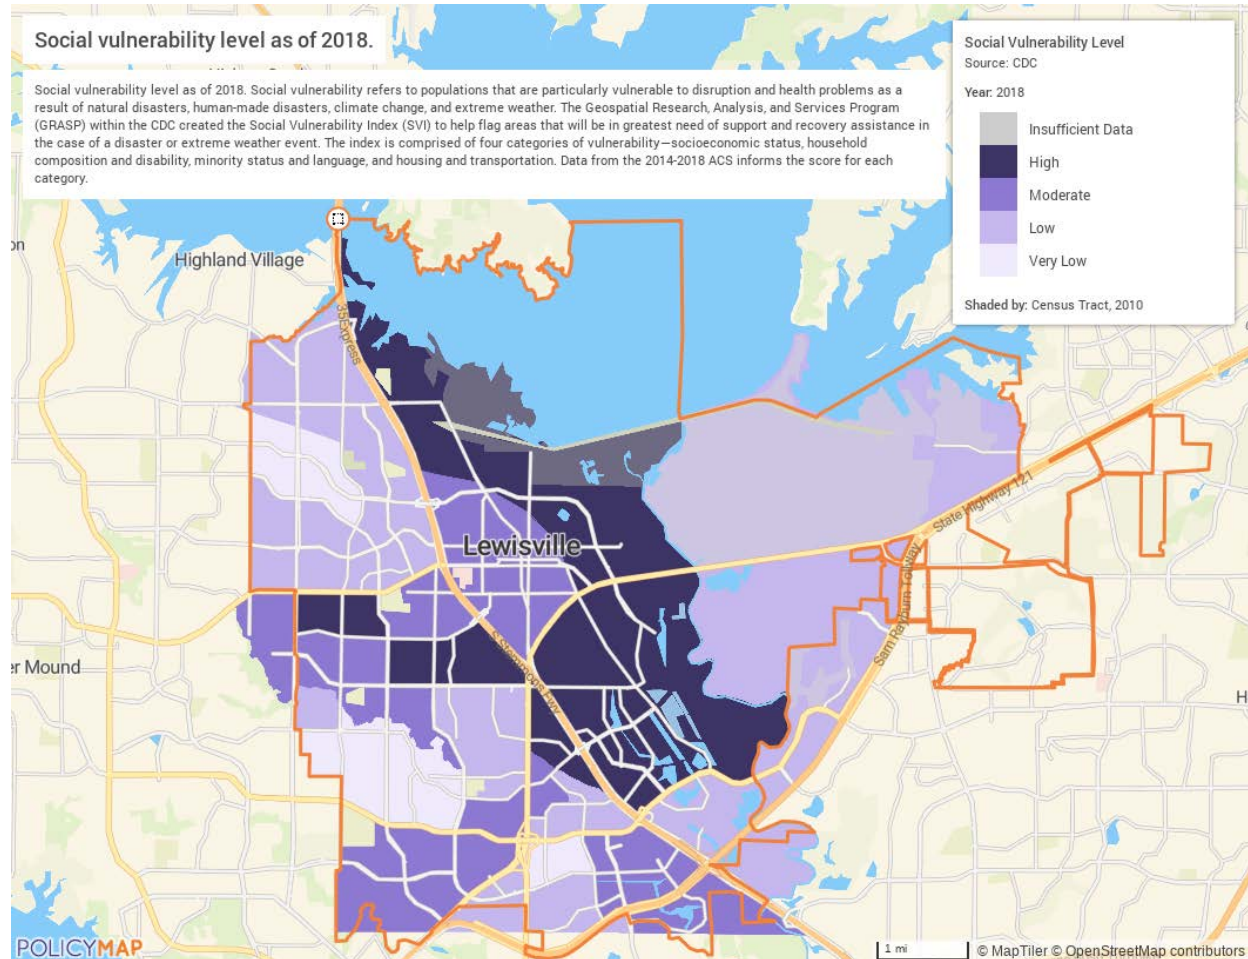 Social vulnerability level as of 2018.
Social vulnerability level as of 2018. Social vulnerability refers to populations that are particularly vulnerable to disruption and health problems as a
result of natural disasters, human-made disasters, climate change, and extreme weather. The Geospatial Research, Analysis, and Services Program
(GRASP) within the CDC created the Social Vulnerability Index (SVI) to help flag areas that will be in greatest need of support and recovery assistance in
the case of a disaster or extreme weather event. The index is comprised of four categories of vulnerability—socioeconomic status, household
composition and disability, minority status and language, and housing and transportation. Data from the 2014-2018 ACS informs the score for each
category.
Social Vulnerability Level
Source: CDC
Year: 2018
Insufficient Data
High
Moderate
Low
Very Low
Shaded by: Census Tract, 2010
on
Highland Village
35Express
State Highway 121
Lewisville
Sam Rayburn Tollway
S Stemmons Fwy
er Mound
H
POLICYMAP
1 mi
© MapTiler © OpenStreetMap contributors